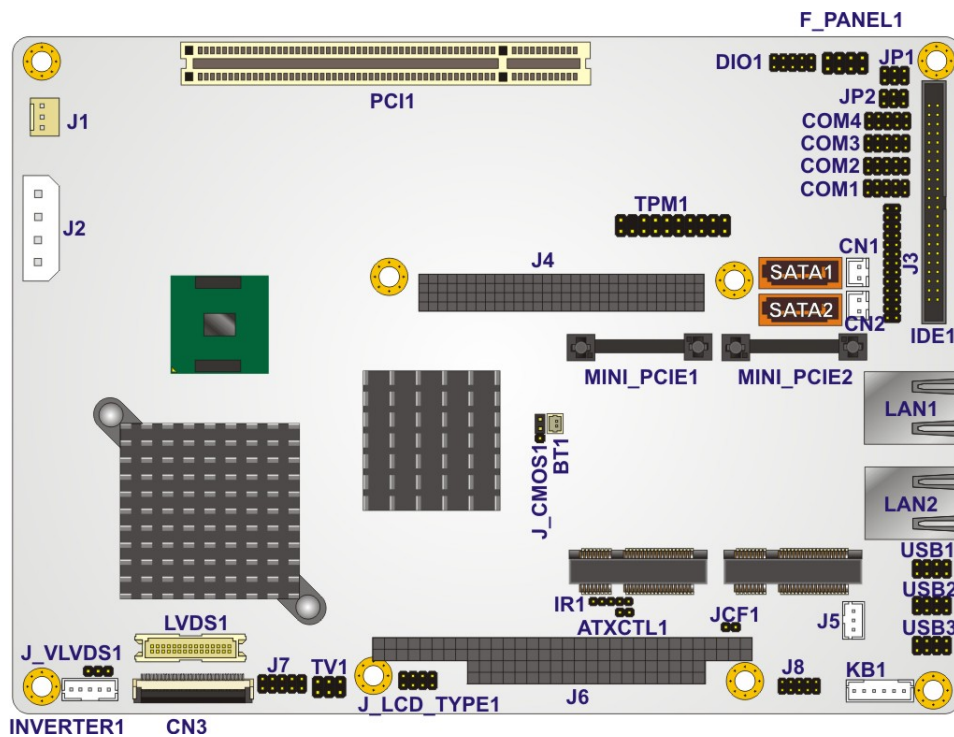 F_PANEL1
DIO1
JP1
PCI1
JP2
J1
COM4
COM3
COM2
COM1
TPM1
J2
J4
SATA1
CN1
J3
SATA2
CN2
IDE1
MINI_PCIE1
MINI_PCIE2
LAN1
J_CMOS1
BT1
LAN2
USB1
IR1
USB2
LVDS1
ATXCTL1
JCF1
J5
USB3
J_VLVDS1
J7
TV1
J8
KB1
J6
J_LCD_TYPE1
INVERTER1
CN3